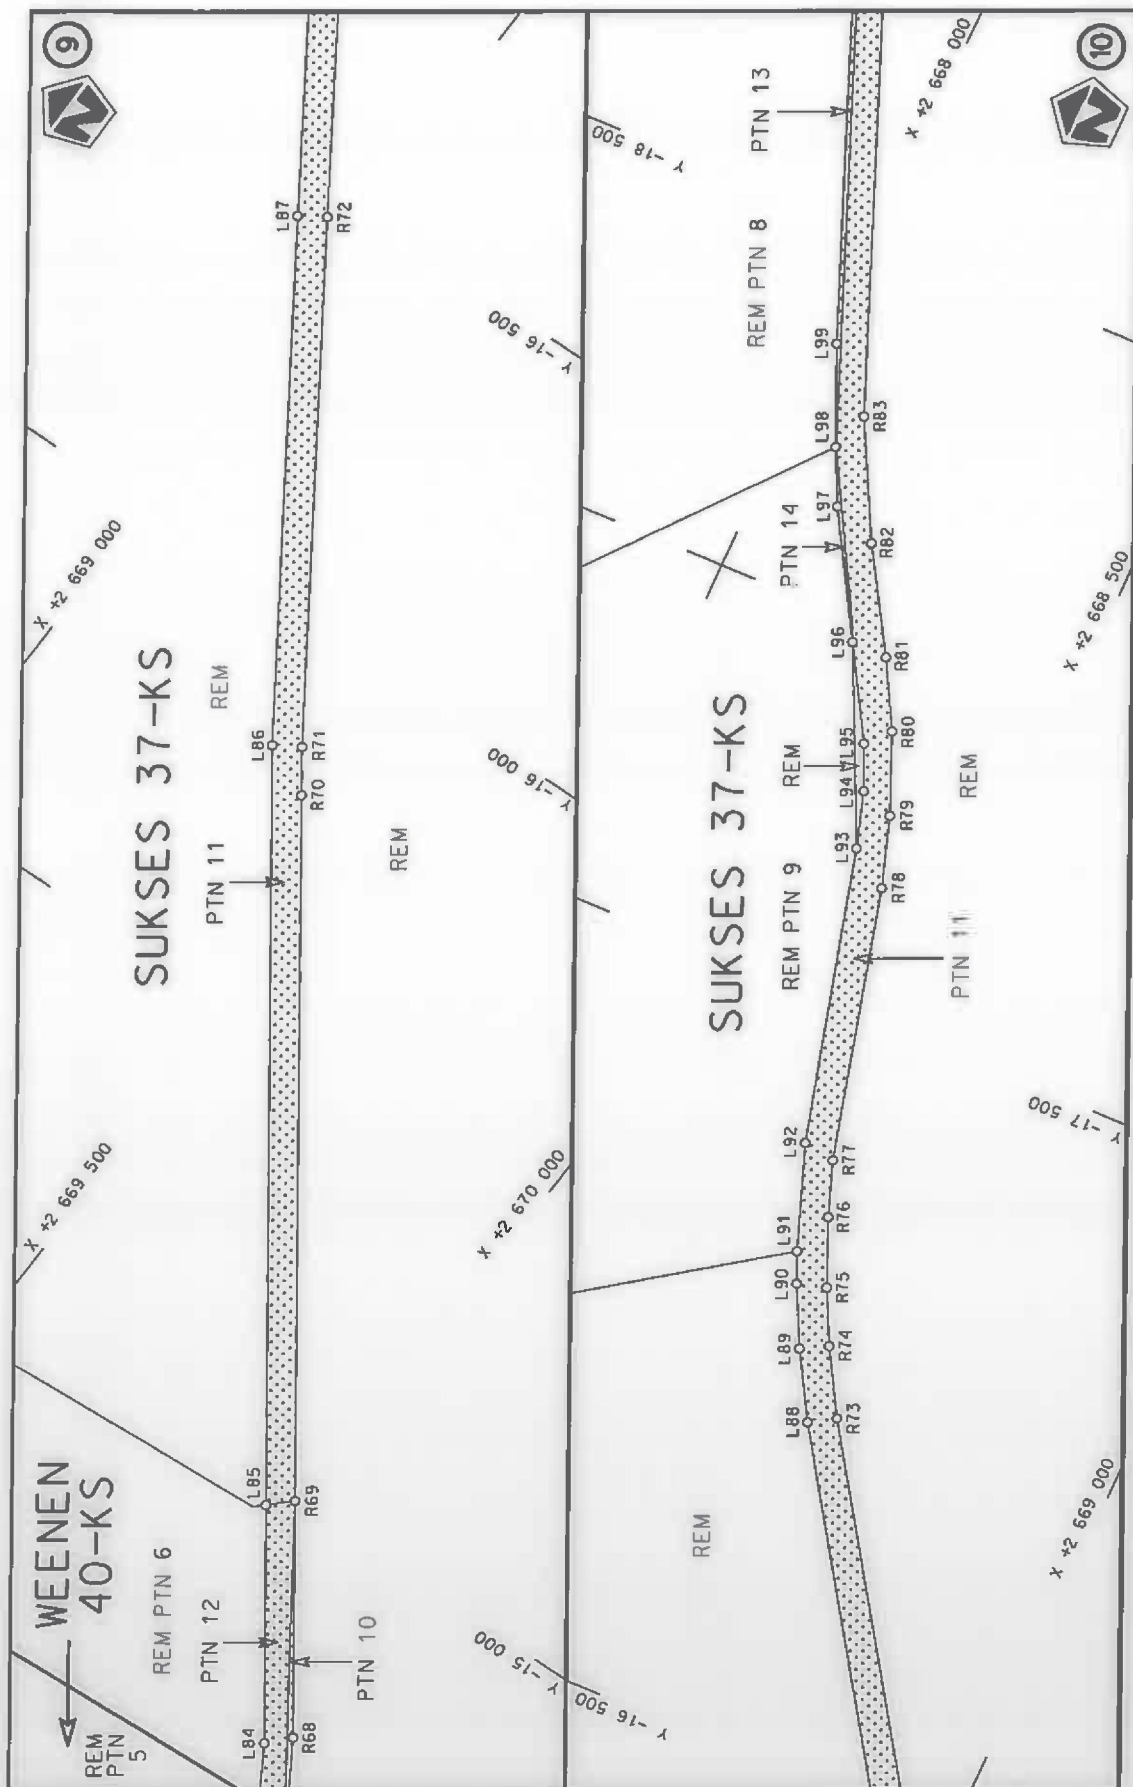 9
WEENEN
40-KS
REM
PTN
5
REM PTN 6
PTN 12
PTN 10
L84
R68
L85
R69
X +2 669 500
SUKSES 37-KS
PTN 11
REM
REM
X +2 669 000
L86
R70
R71
L87
R72
Y -15 000
X +2 670 000
Y -16 000
Y -16 500
10
Y -16 500
REM
L88
L89
L90
L91
L92
L93
L94
L95
L96
L97
L98
L99
R73
R74
R75
R76
R77
R78
R79
R80
R81
R82
R83
SUKSES 37-KS
REM PTN 9
REM
PTN 14
REM PTN 8
PTN 13
PTN 11
REM
Y -18 500
X +2 668 000
X +2 669 000
Y -17 500
X +2 668 500
N
N